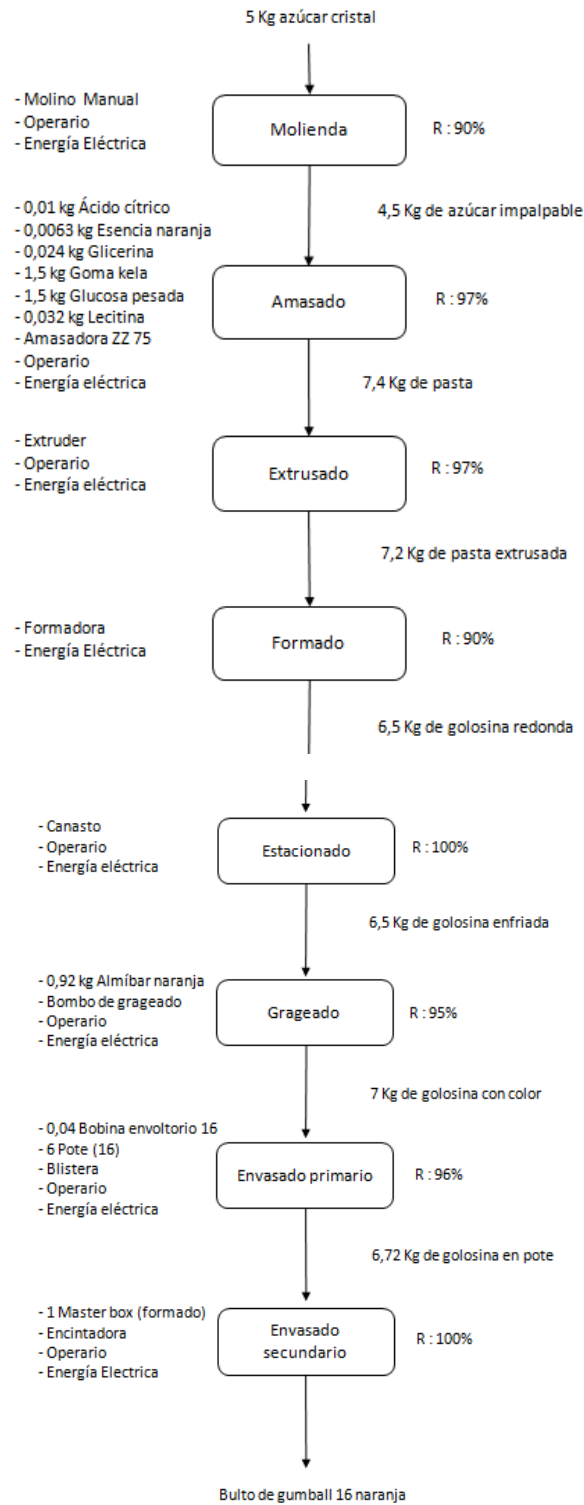 5 Kg azúcar cristal
- Molino Manual
- Operario
- Energía Eléctrica
Molienda
R : 90%
4,5 Kg de azúcar impalpable
- 0,01 kg Ácido cítrico
- 0,0063 kg Esencia naranja
- 0,024 kg Glicerina
- 1,5 kg Goma kela
- 1,5 kg Glucosa pesada
- 0,032 kg Lecitina
- Amasadora ZZ 75
- Operario
- Energía eléctrica
Amasado
R : 97%
7,4 Kg de pasta
- Extruder
- Operario
- Energía eléctrica
Extrusado
R : 97%
7,2 Kg de pasta extrusada
- Formadora
- Energía Eléctrica
Formado
R : 90%
6,5 Kg de golosina redonda
- Canasto
- Operario
- Energía eléctrica
Estacionado
R : 100%
6,5 Kg de golosina enfriada
- 0,92 kg Almíbar naranja
- Bombo de grageado
- Operario
- Energía eléctrica
Grageado
R : 95%
7 Kg de golosina con color
- 0,04 Bobina envoltorio 16
- 6 Pote (16)
- Blistera
- Operario
- Energía eléctrica
Envasado primario
R : 96%
6,72 Kg de golosina en pote
- 1 Master box (formado)
- Encintadora
- Operario
- Energía Electrica
Envasado
secundario
R : 100%
Bulto de gumball 16 naranja